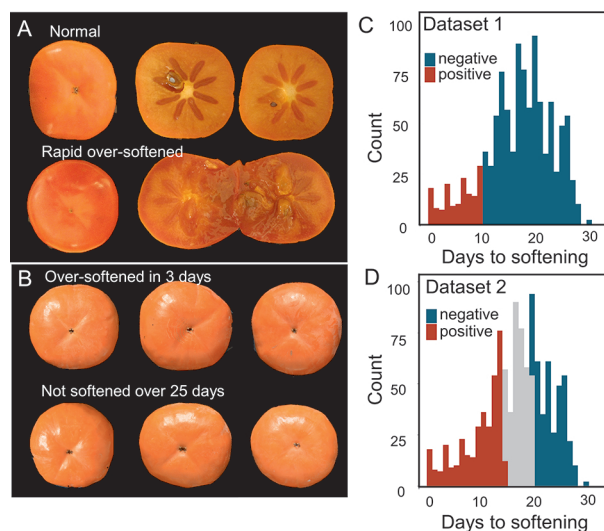 A
Normal
Rapid over-softened
B
Over-softened in 3 days
Not softened over 25 days
C
Dataset 1
negative
positive
Count
100
75
50
25
0
0 10 20 30
Days to softening
D
Dataset 2
negative
positive
Count
100
75
50
25
0
0 10 20 30
Days to softening